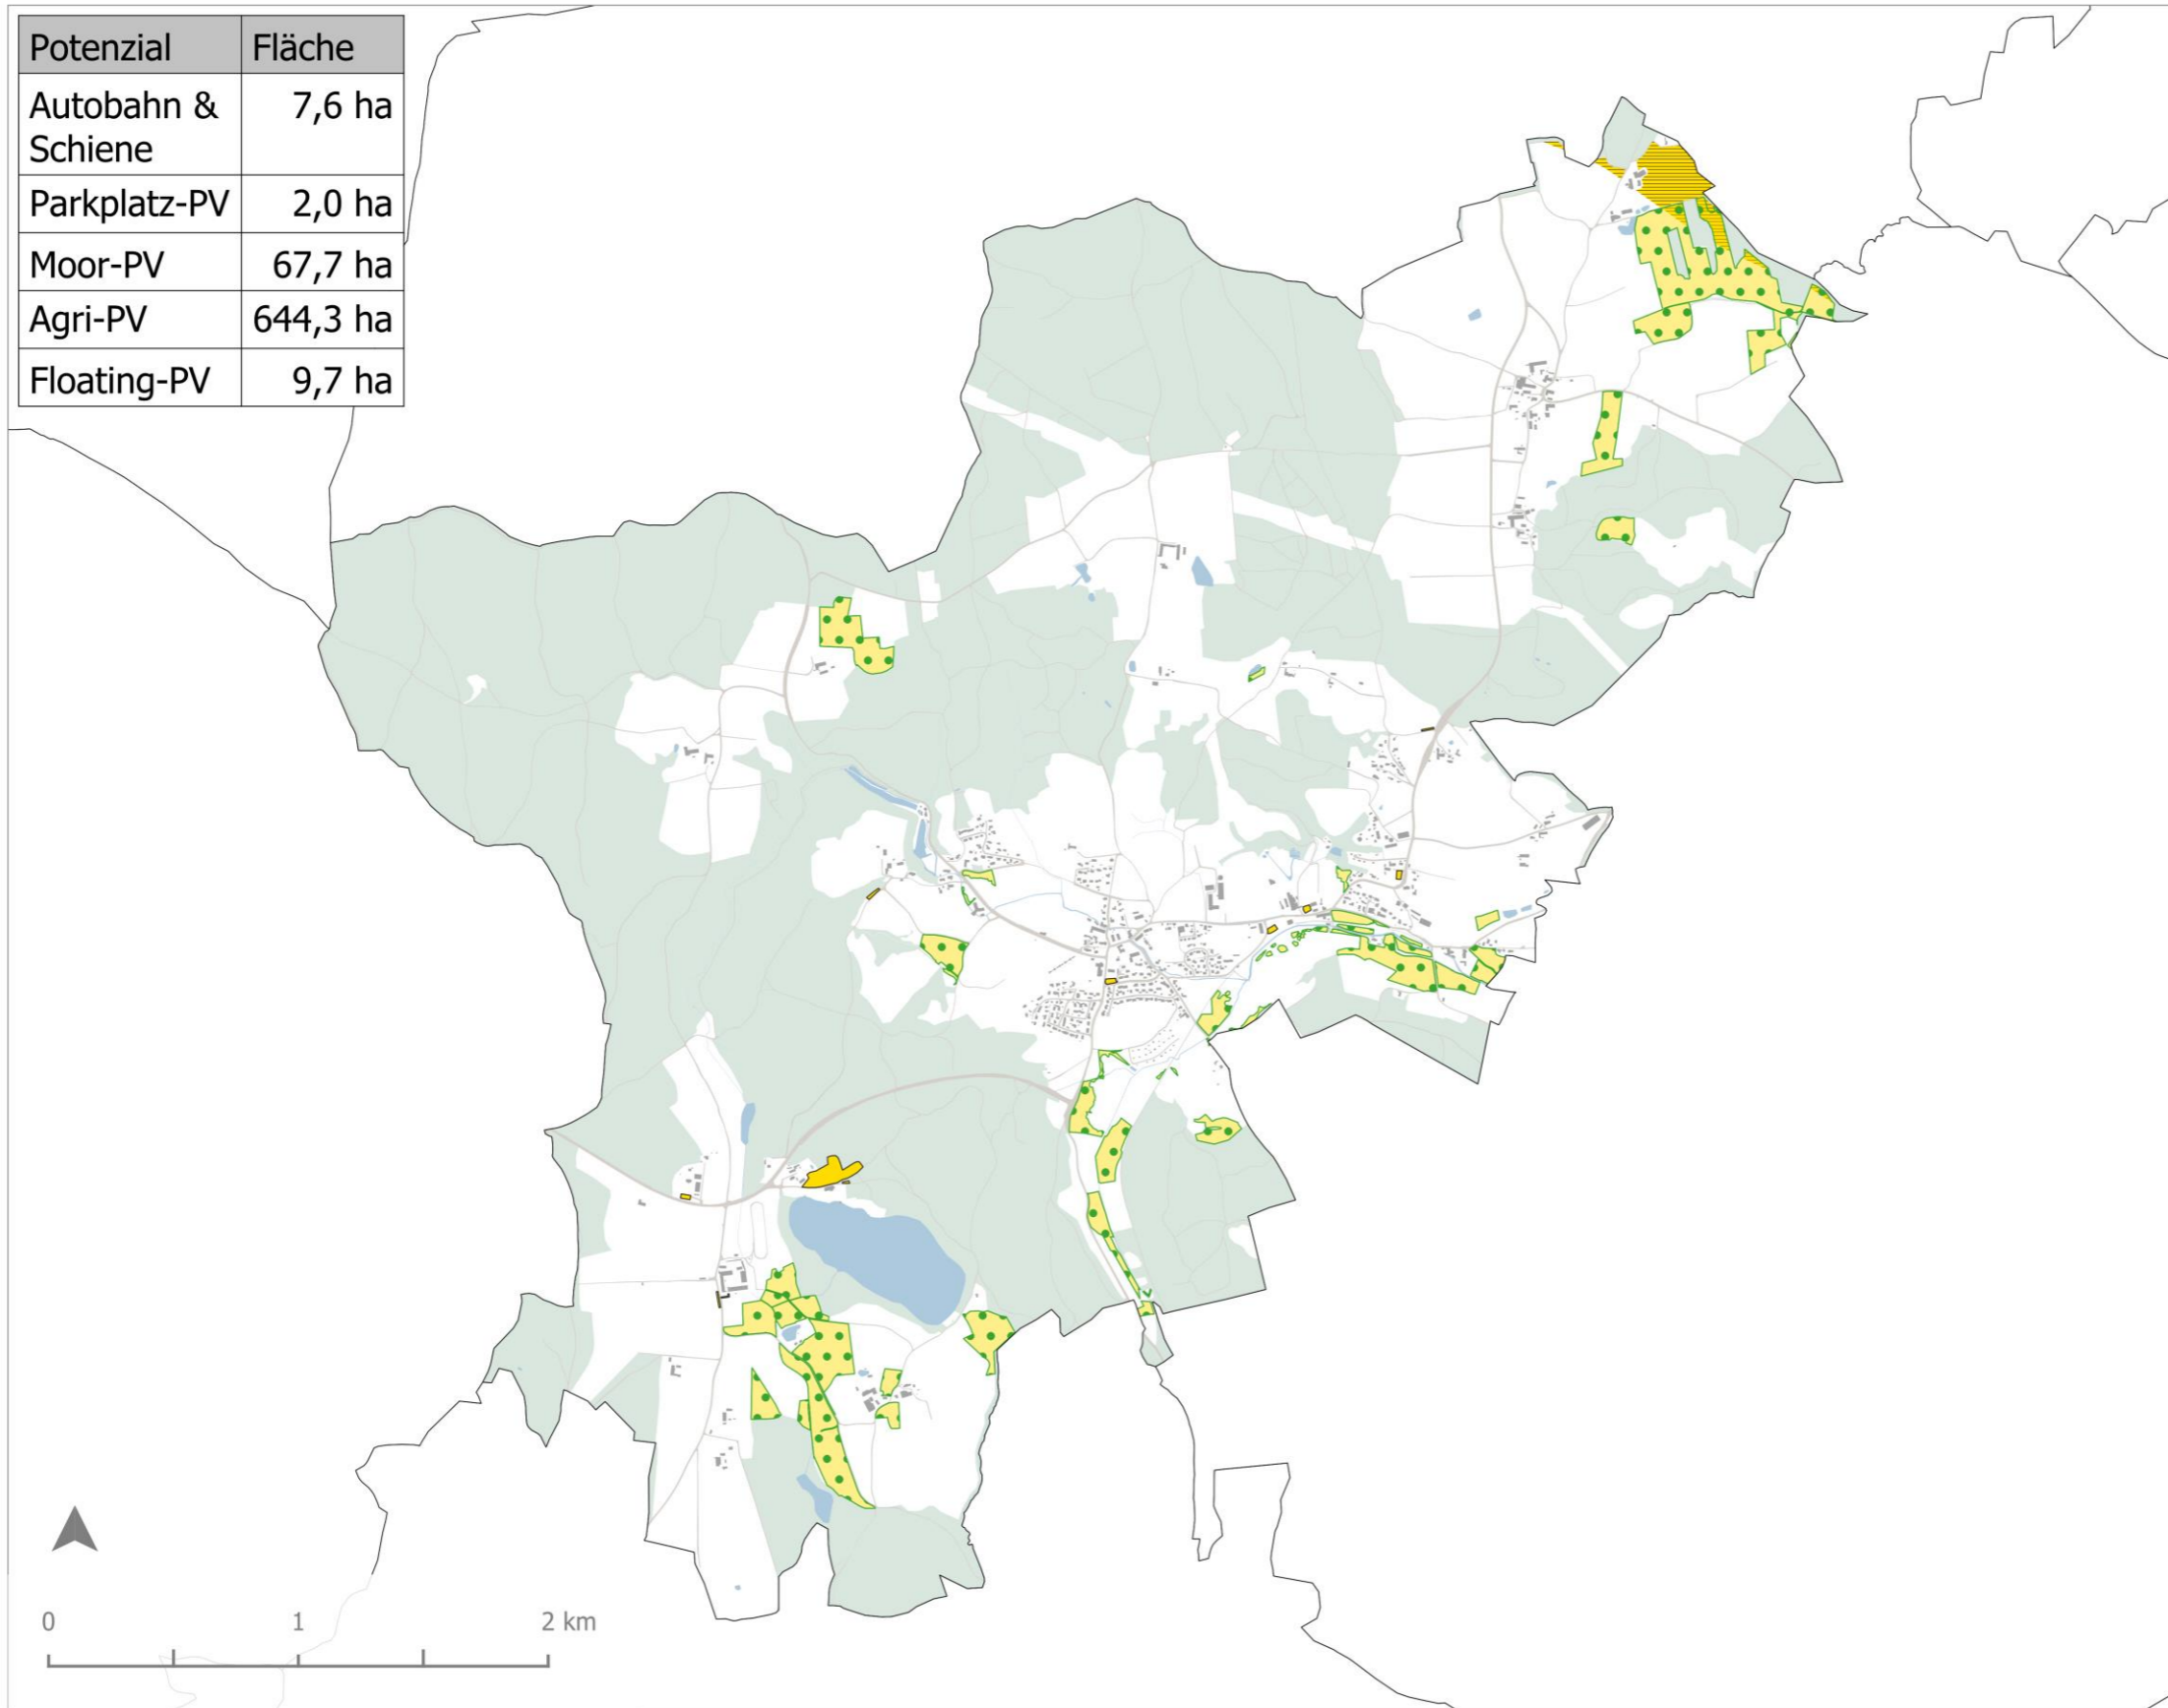 Potenzial Fläche
Autobahn & 7,6 ha
Schiene
Parkplatz-PV 2,0 ha
Moor-PV 67,7 ha
Agri-PV 644,3 ha
Floating-PV 9,7 ha
0 1 2 km